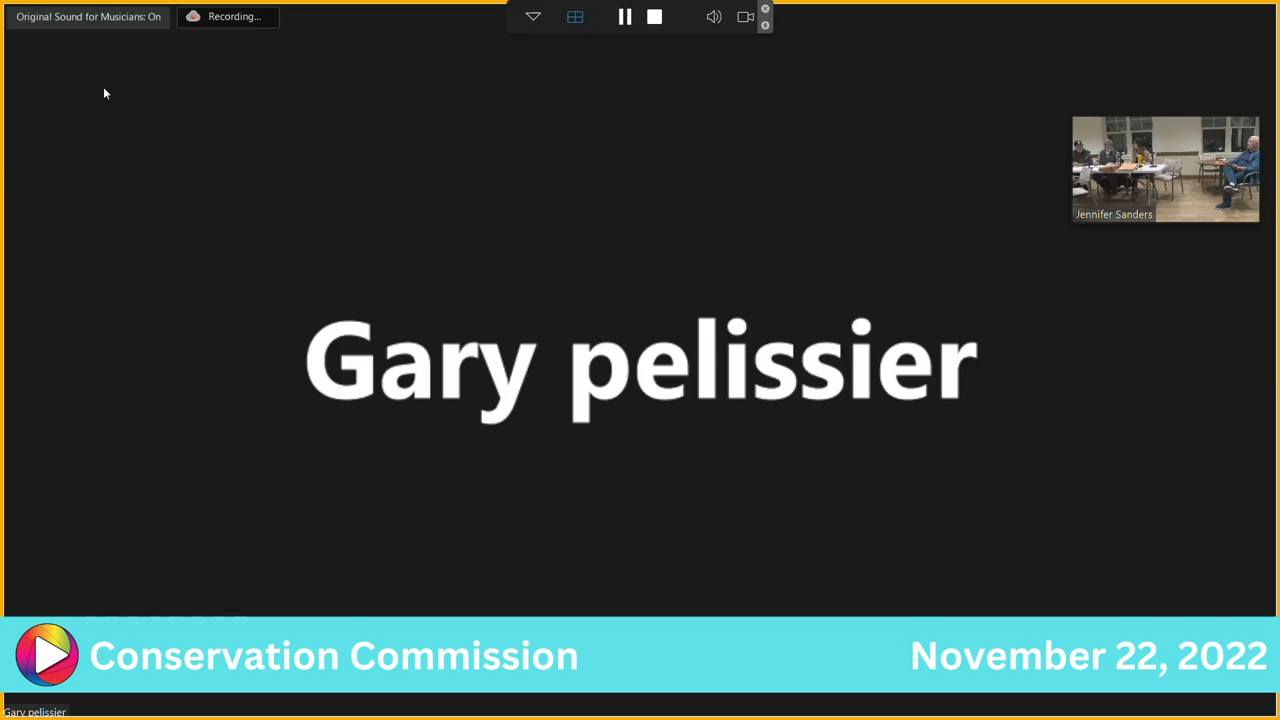 Original Sound for Musicians: On
Recording...
Jennifer Sanders
Gary pelissier
Conservation Commission
November 22, 2022
Gary pelissier